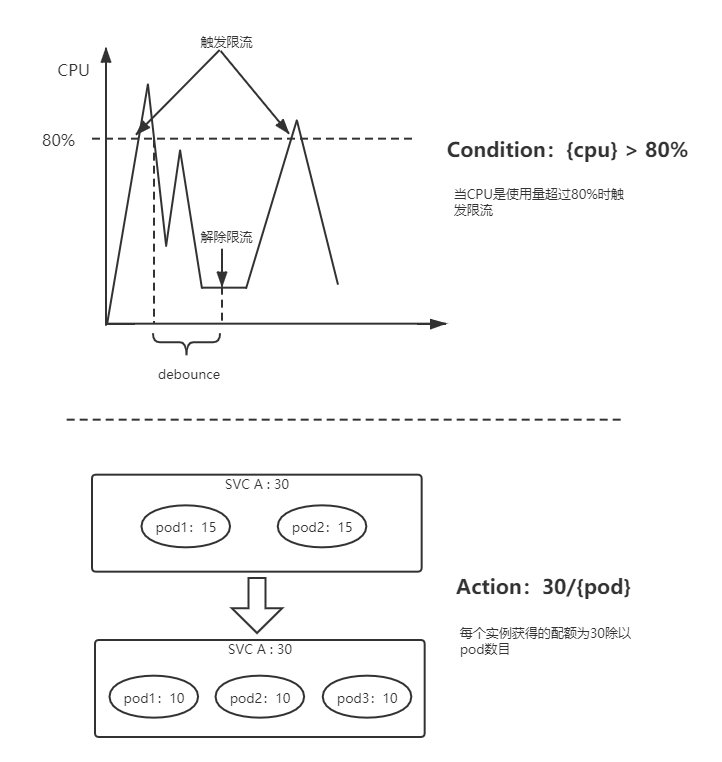 触发限流
CPU
80%
Condition：{cpu} > 80%
当CPU是使用量超过80%时触
发限流
解除限流
debounce
SVC A : 30
pod1：15
pod2：15
Action：30/{pod}
每个实例获得的配额为30除以
pod数目
SVC A : 30
pod1：10
pod2：10
pod3：10